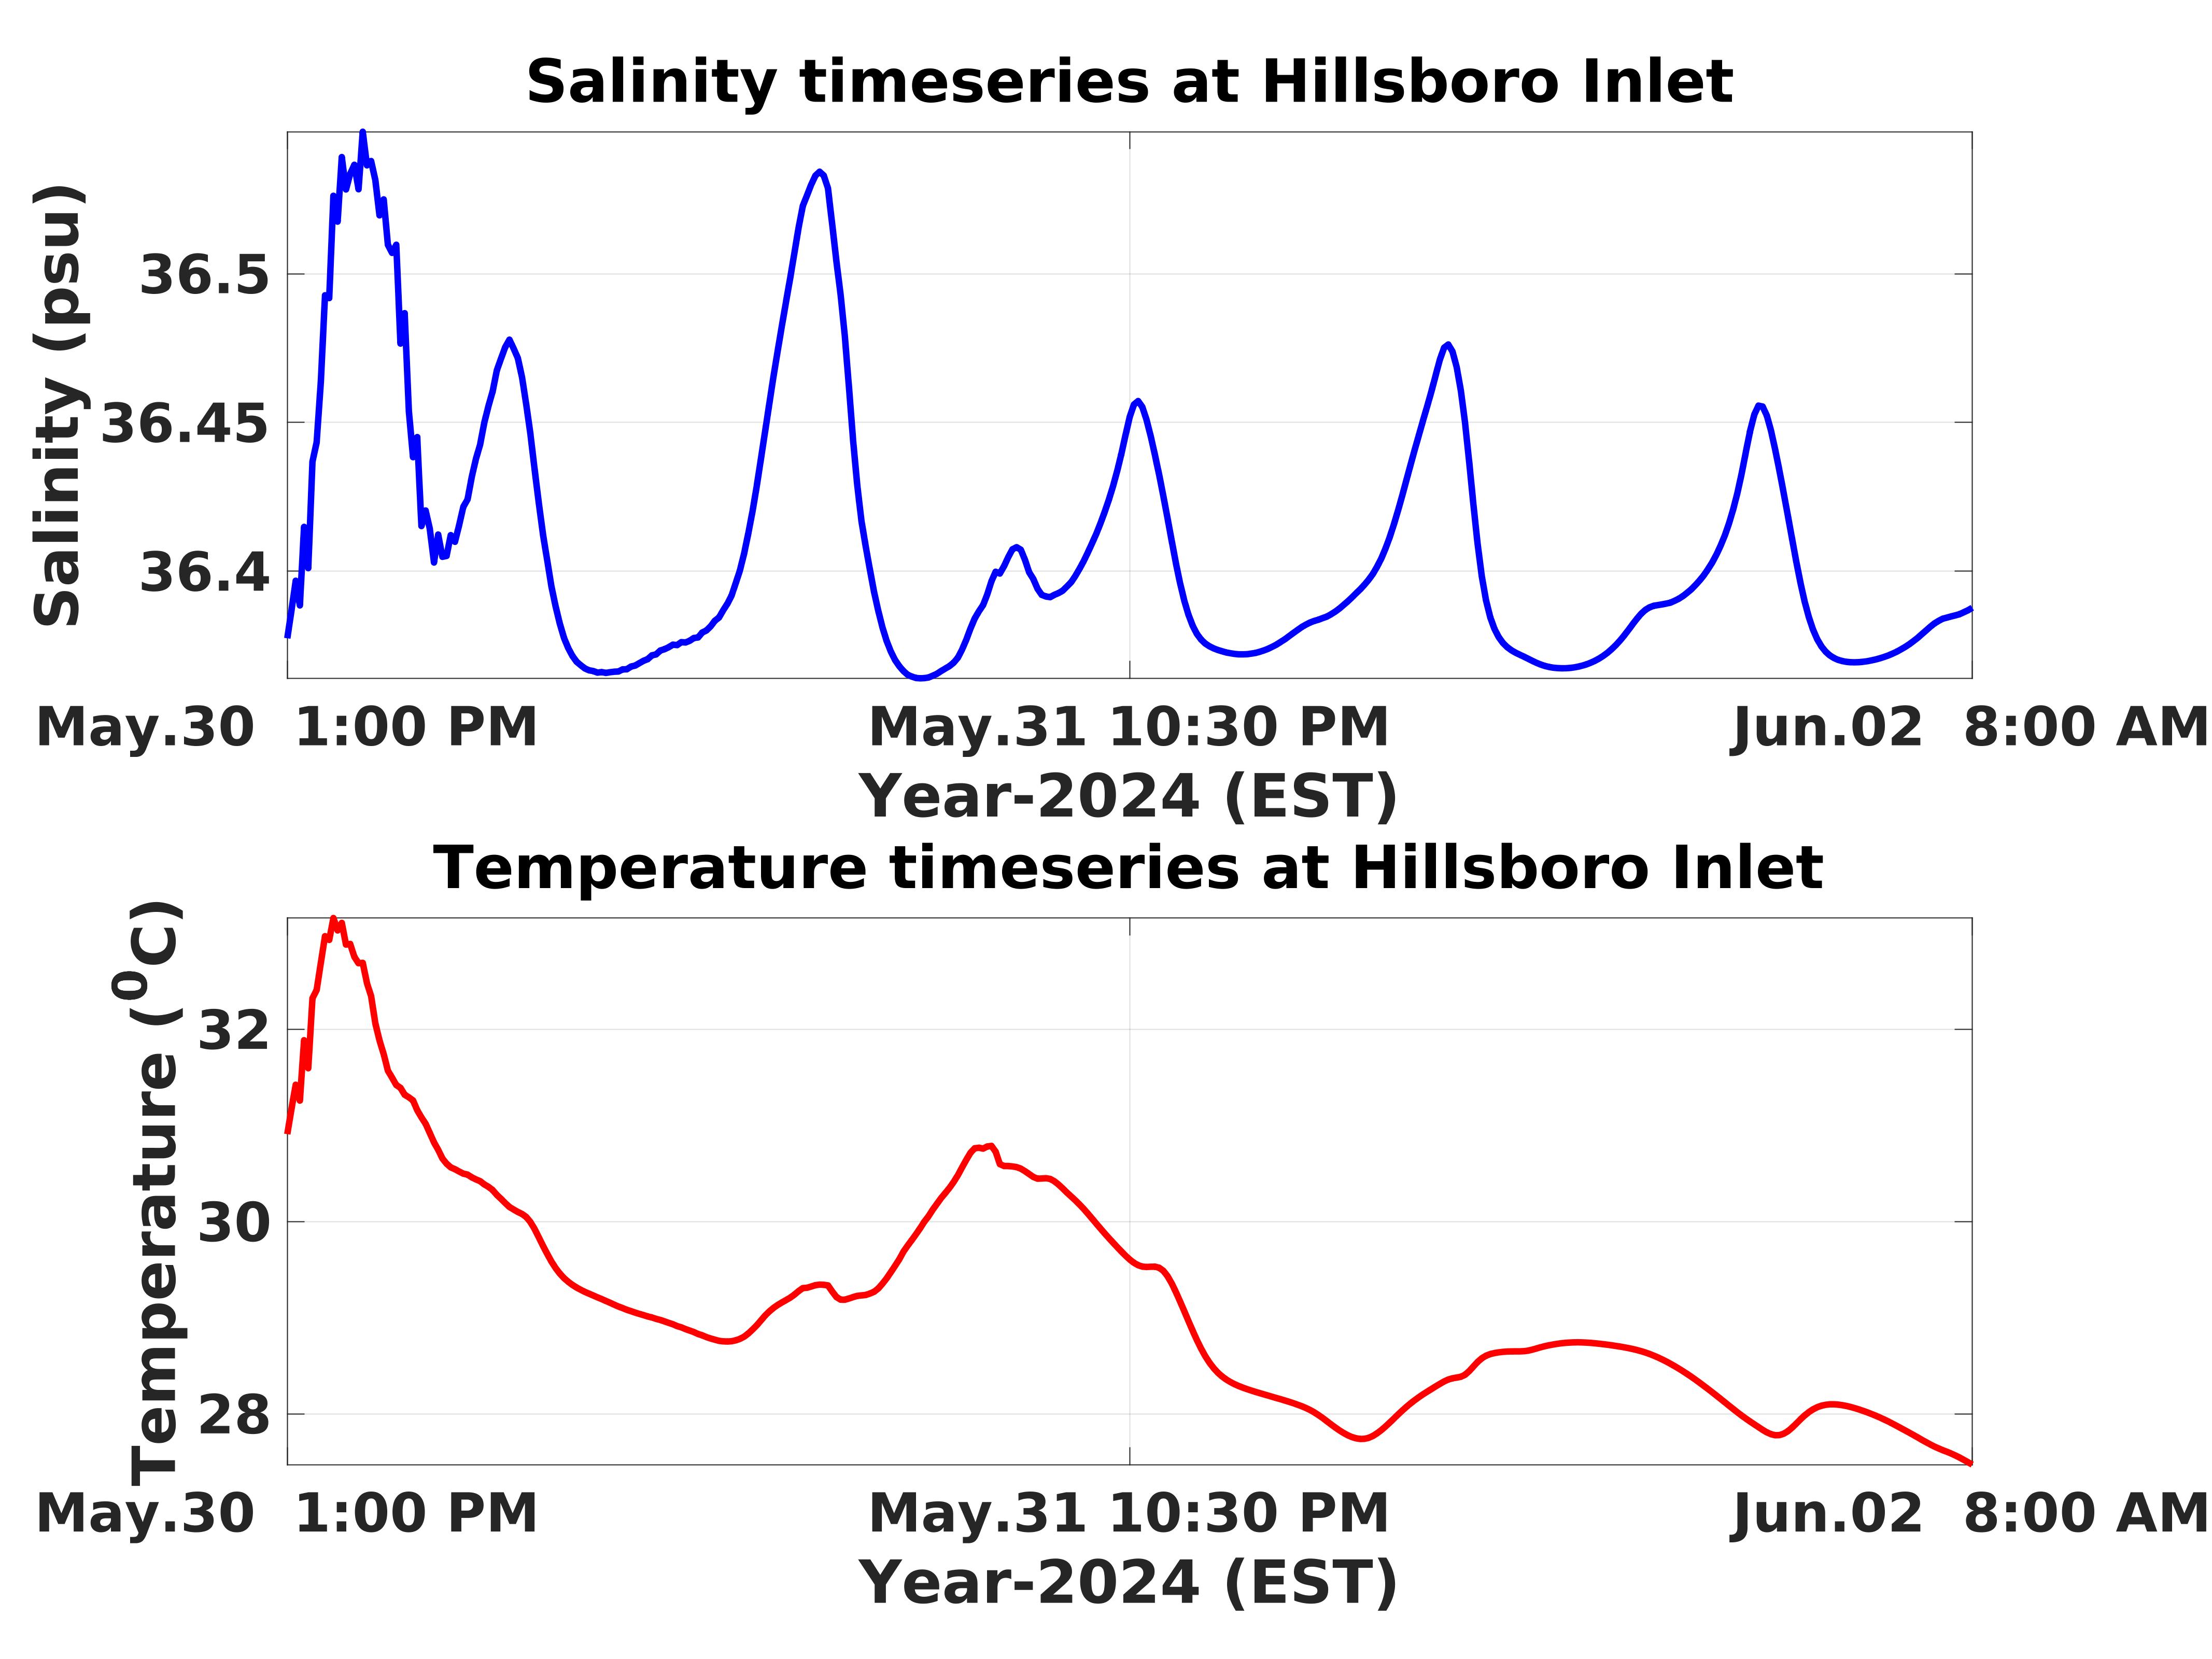 Salinity timeseries at Hillsboro Inlet
Salinity (psu)
36.5
36.45
36.4
May.30 1:00 PM May.31 10:30 PM Jun.02 8:00 AM
Year-2024 (EST)
Temperature timeseries at Hillsboro Inlet
Temperature (⁰C)
32
30
28
May.30 1:00 PM May.31 10:30 PM Jun.02 8:00 AM
Year-2024 (EST)